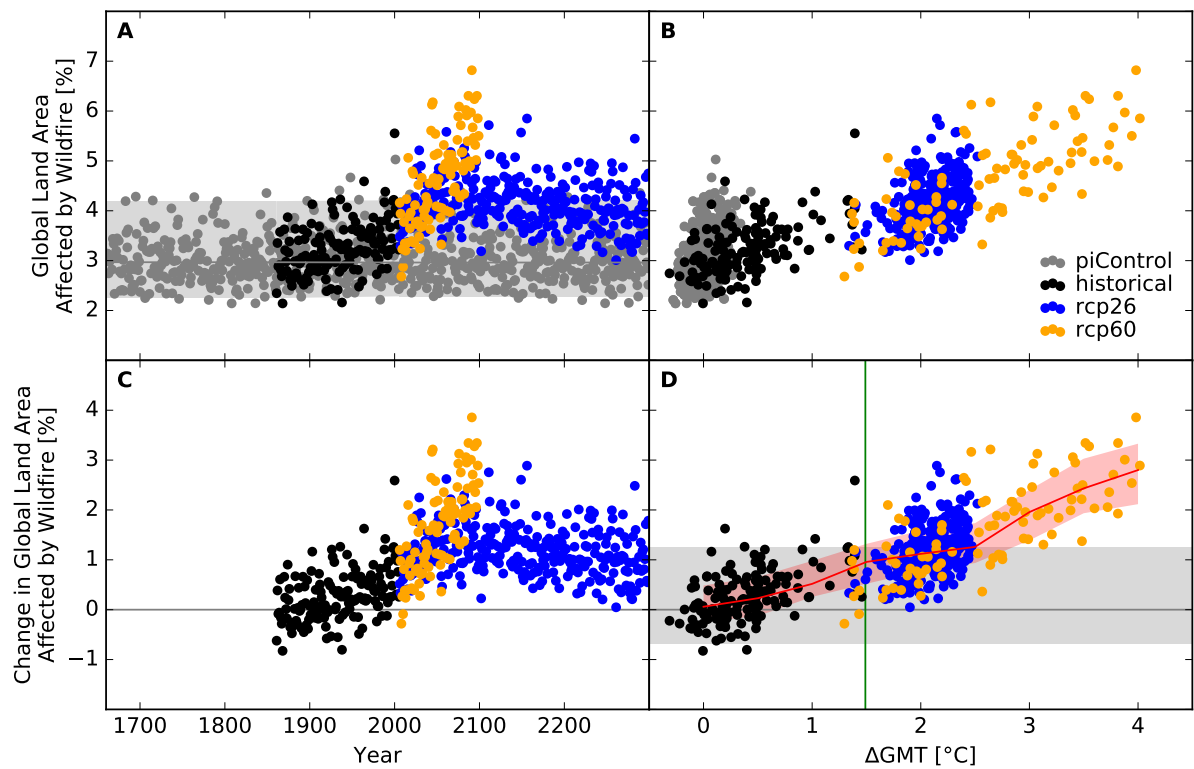 A
B
7
6
5
4
3
2
Global Land Area
Affected by Wildfire [%]
piControl
historical
rcp26
rcp60
C
D
4
3
2
1
0
−1
Change in Global Land Area
Affected by Wildfire [%]
1700 1800 1900 2000 2100 2200
0 1 2 3 4
Year
ΔGMT [°C]